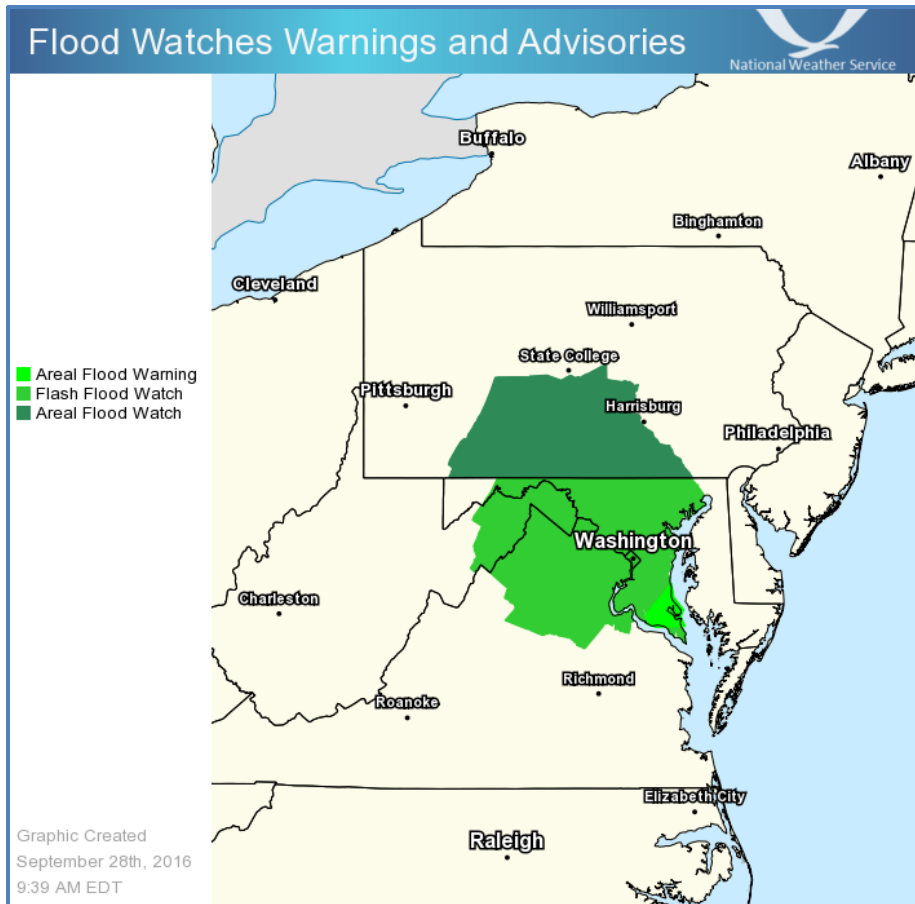 Flood Watches Warnings and Advisories
National Weather Service
Buffalo
Albany
Binghamton
Cleveland
Williamsport
State College
Areal Flood Warning
Flash Flood Watch
Areal Flood Watch
Pittsburgh
Harrisburg
Philadelphia
Washington
Charleston
Richmond
Roanoke
Elizabeth City
Raleigh
Graphic Created
September 28th, 2016
9:39 AM EDT